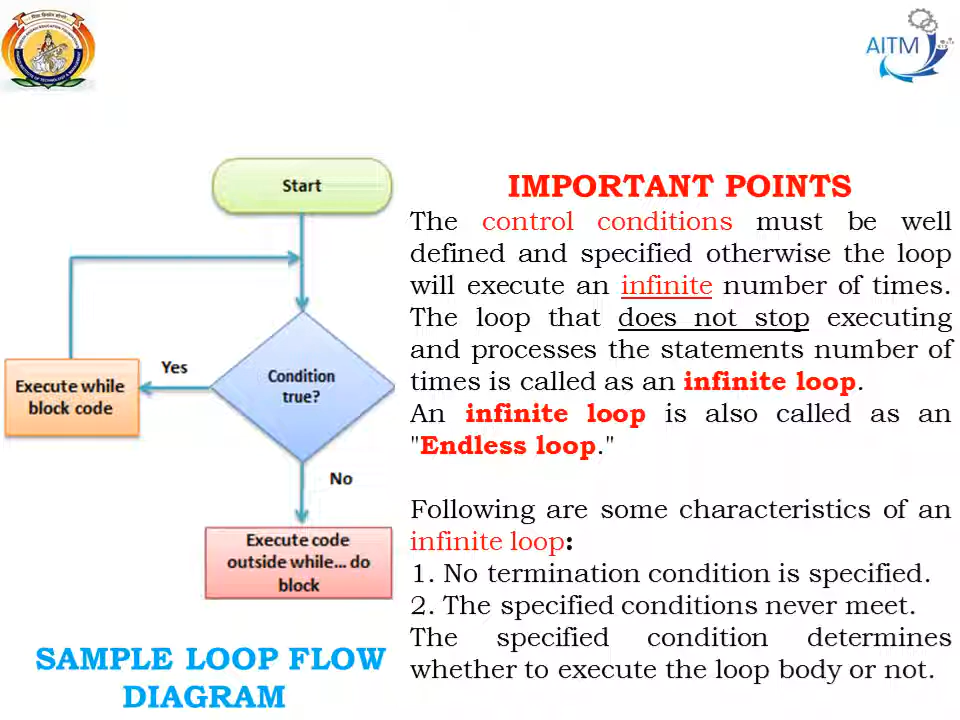 AITM
Start
Yes
Execute while
block code
Condition
true?
No
Execute code
outside while... do
block
SAMPLE LOOP FLOW
DIAGRAM
IMPORTANT POINTS
The control conditions must be well
defined and specified otherwise the loop
will execute an infinite number of times.
The loop that does not stop executing
and processes the statements number of
times is called as an infinite loop.
An infinite loop is also called as an
"Endless loop."
Following are some characteristics of an
infinite loop:
1. No termination condition is specified.
2. The specified conditions never meet.
The specified condition determines
whether to execute the loop body or not.